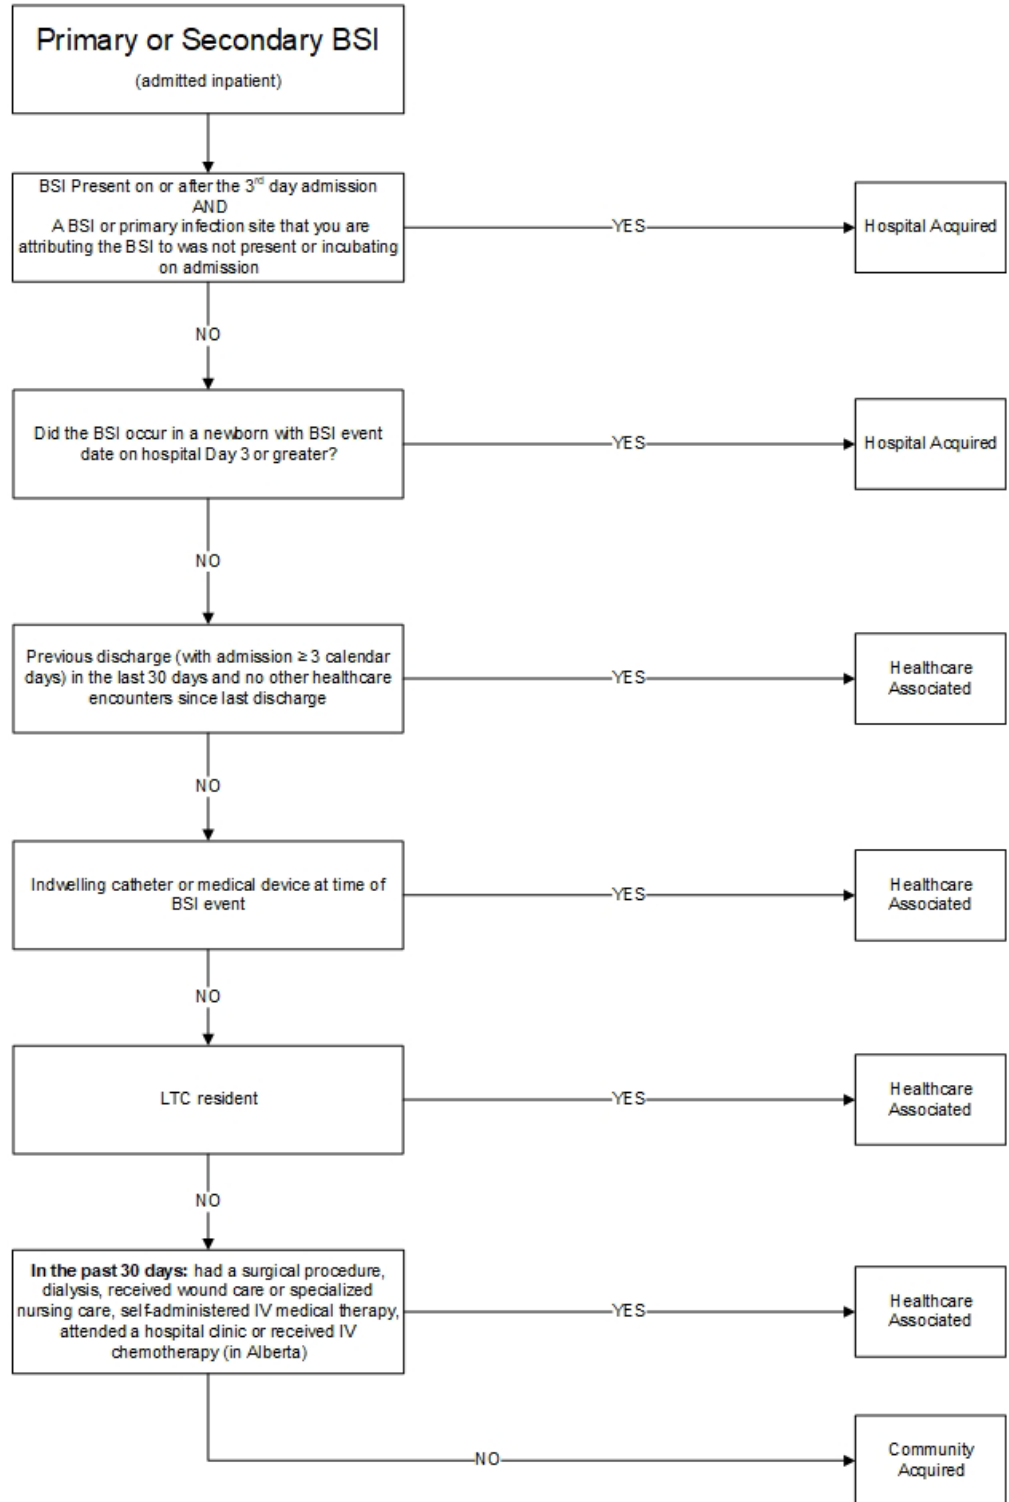 Primary or Secondary BSI
(admitted inpatient)
BSI Present on or after the 3rd day admission
AND
A BSI or primary infection site that you are
attributing the BSI to was not present or incubating
on admission
YES
Hospital Acquired
NO
Did the BSI occur in a newborn with BSI event
date on hospital Day 3 or greater?
YES
Hospital Acquired
NO
Previous discharge (with admission ≥ 3 calendar
days) in the last 30 days and no other healthcare
encounters since last discharge
YES
Healthcare
Associated
NO
Indwelling catheter or medical device at time of
BSI event
YES
Healthcare
Associated
NO
LTC resident
YES
Healthcare
Associated
NO
In the past 30 days: had a surgical procedure,
dialysis, received wound care or specialized
nursing care, self-administered IV medical therapy,
attended a hospital clinic or received IV
chemotherapy (in Alberta)
YES
Healthcare
Associated
NO
Community
Acquired